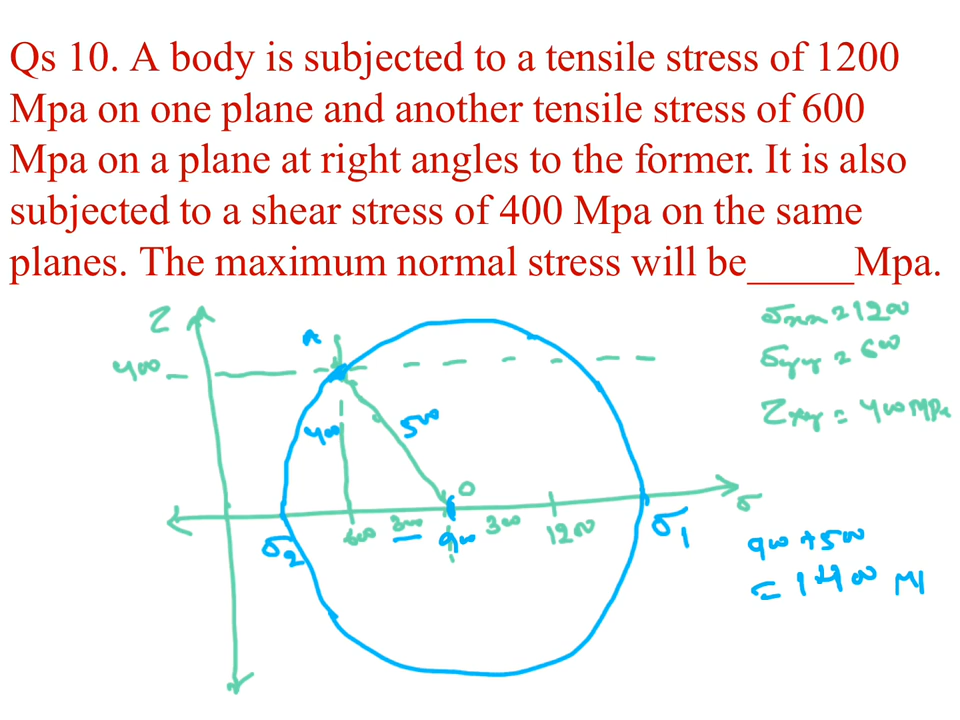 Qs 10. A body is subjected to a tensile stress of 1200
Mpa on one plane and another tensile stress of 600
Mpa on a plane at right angles to the former. It is also
subjected to a shear stress of 400 Mpa on the same
planes. The maximum normal stress will be_____Mpa.
σxx = 1200
σyy = 600
τxy = 400 MPa
τ
A
400
400
500
O
600
300
900
300
1200
σ
σ2
σ1
900 + 500
= 1400 M